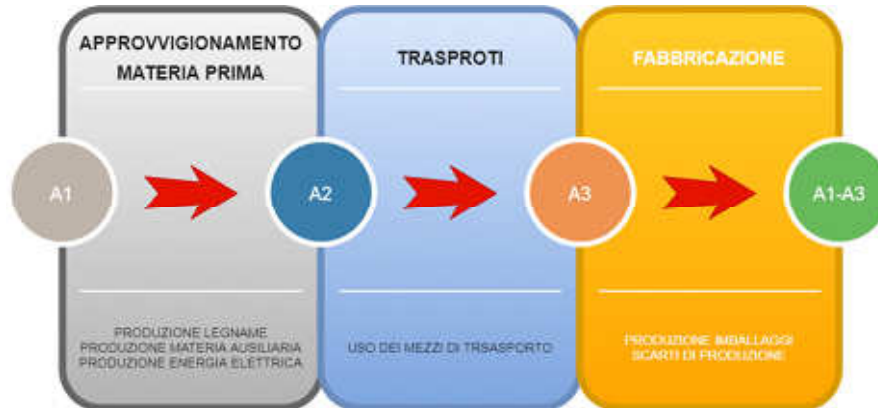 APPROVVIGIONAMENTO
MATERIA PRIMA
TRASPROTI
FABBRICAZIONE
A1
A2
A3
A1-A3
PRODUZIONE LEGNAME
PRODUZIONE MATERIA AUSILIARIA
PRODUZIONE ENERGIA ELETTRICA
USO DEI MEZZI DI TRSASPORTO
PRODUZIONE IMBALLAGGI
SCARTI DI PRODUZIONE